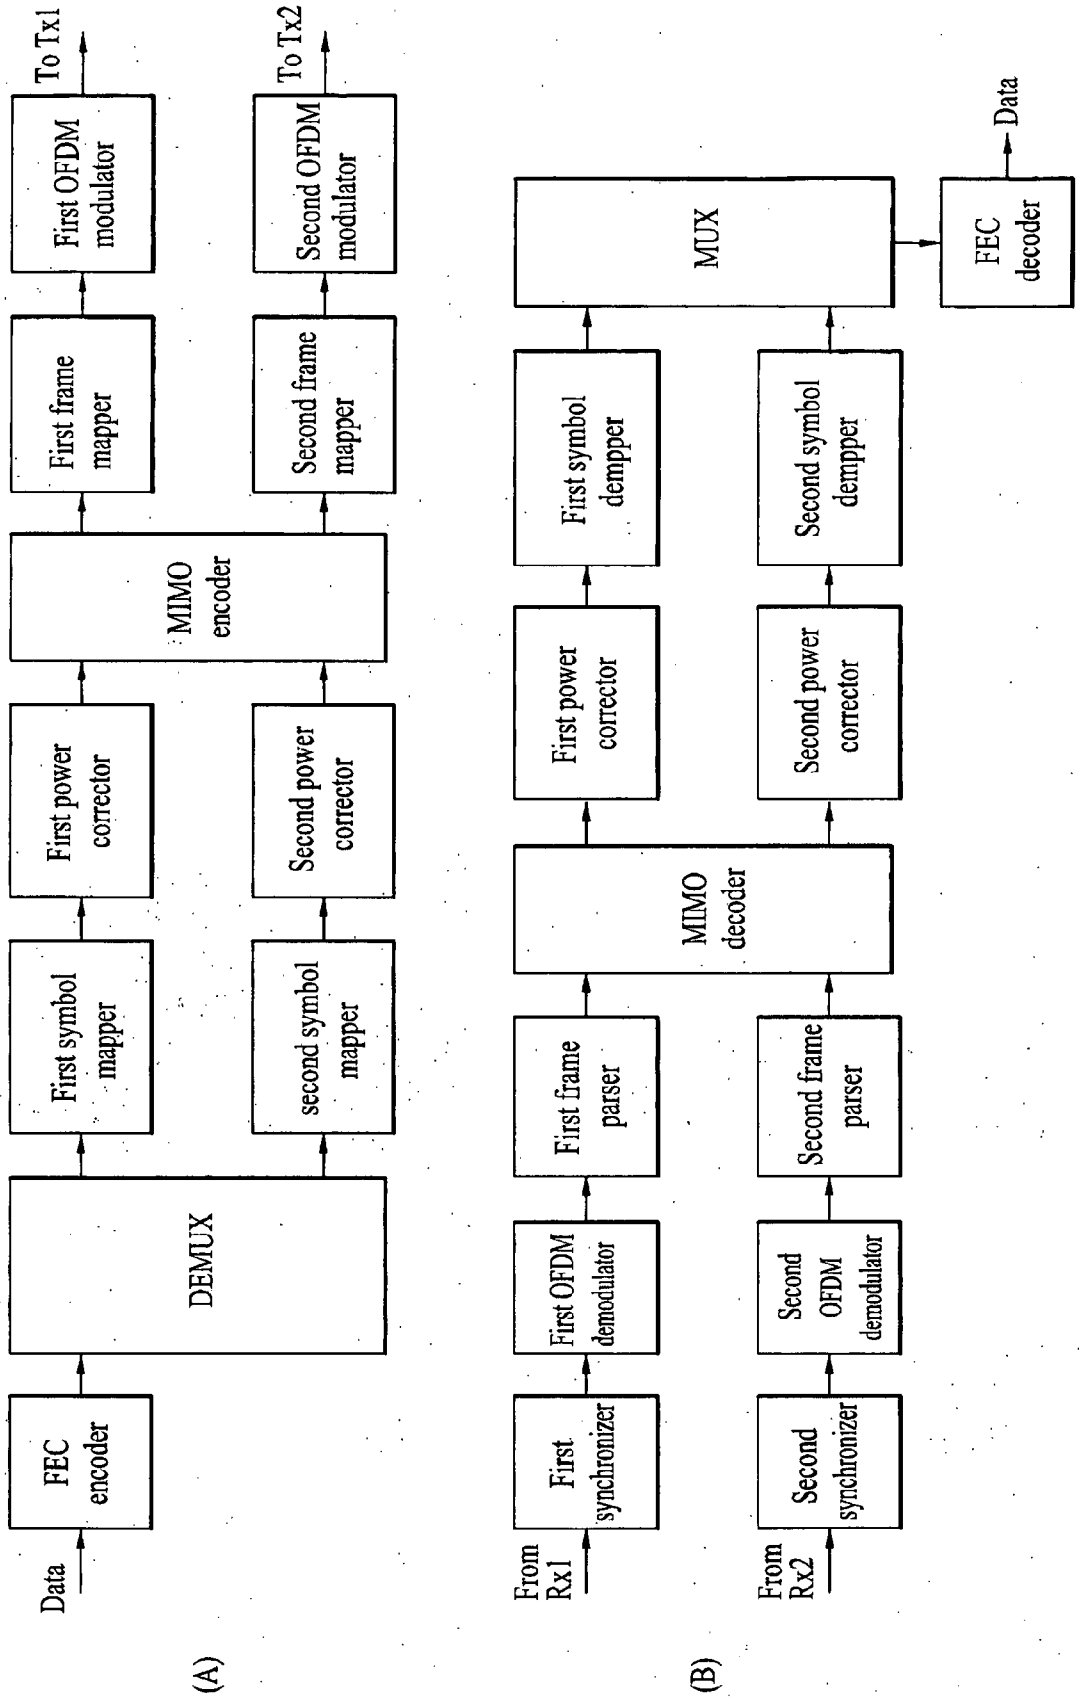 (A)
Data
FEC
encoder
DEMUX
First symbol
mapper
second symbol
mapper
First power
corrector
Second power
corrector
MIMO
encoder
First frame
mapper
Second frame
mapper
First OFDM
modulator
Second OFDM
modulator
To Tx1
To Tx2
(B)
From
Rx1
From
Rx2
First
synchronizer
Second
synchronizer
First OFDM
demodulator
Second
OFDM
demodulator
First frame
parser
Second frame
parser
MIMO
decoder
First power
corrector
Second power
corrector
First symbol
dempper
Second symbol
dempper
MUX
FEC
decoder
Data